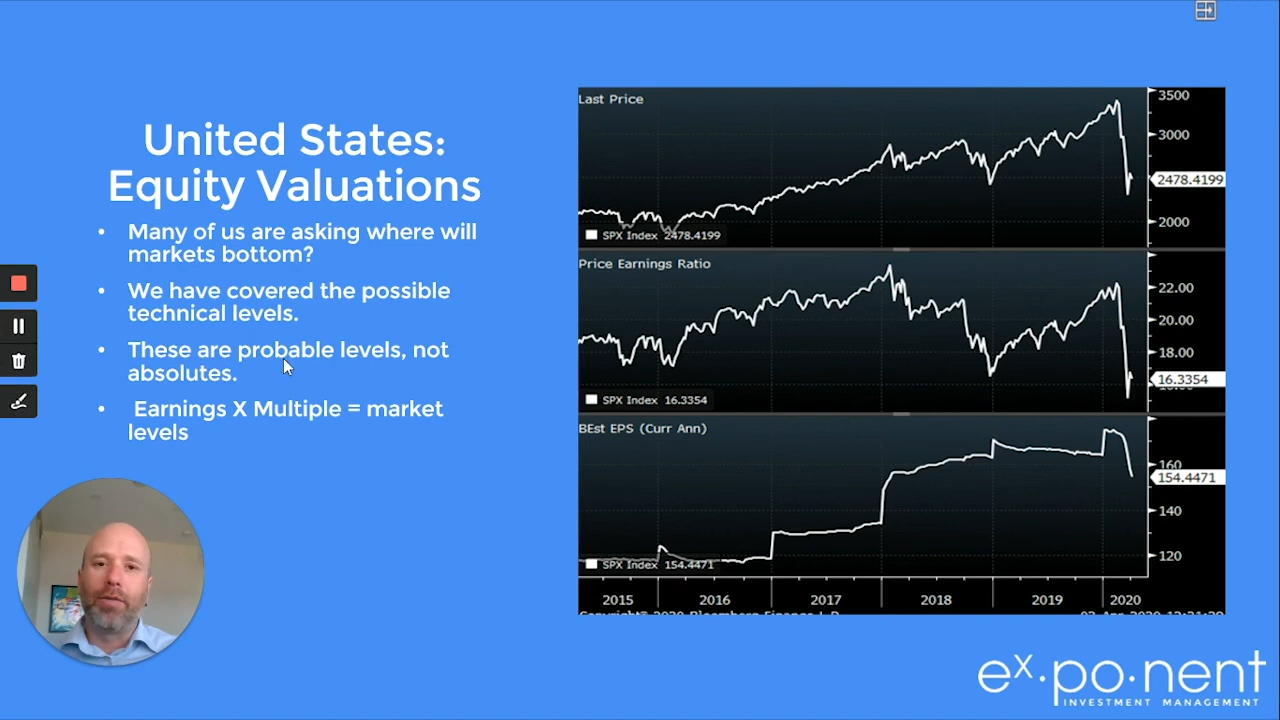 United States:
Equity Valuations
• Many of us are asking where will
markets bottom?
• We have covered the possible
technical levels.
• These are probable levels, not
absolutes.
• Earnings X Multiple = market
levels
Last Price
3500
3000
2478.4199
2000
SPX Index 2478.4199
Price Earnings Ratio
22.00
20.00
18.00
16.3354
SPX Index 16.3354
BEst EPS (Curr Ann)
160
154.4471
140
120
SPX Index 154.4471
2015 2016 2017 2018 2019 2020
Copyright© 2020 Bloomberg Finance L.P.
eˣ·po·nent
INVESTMENT MANAGEMENT